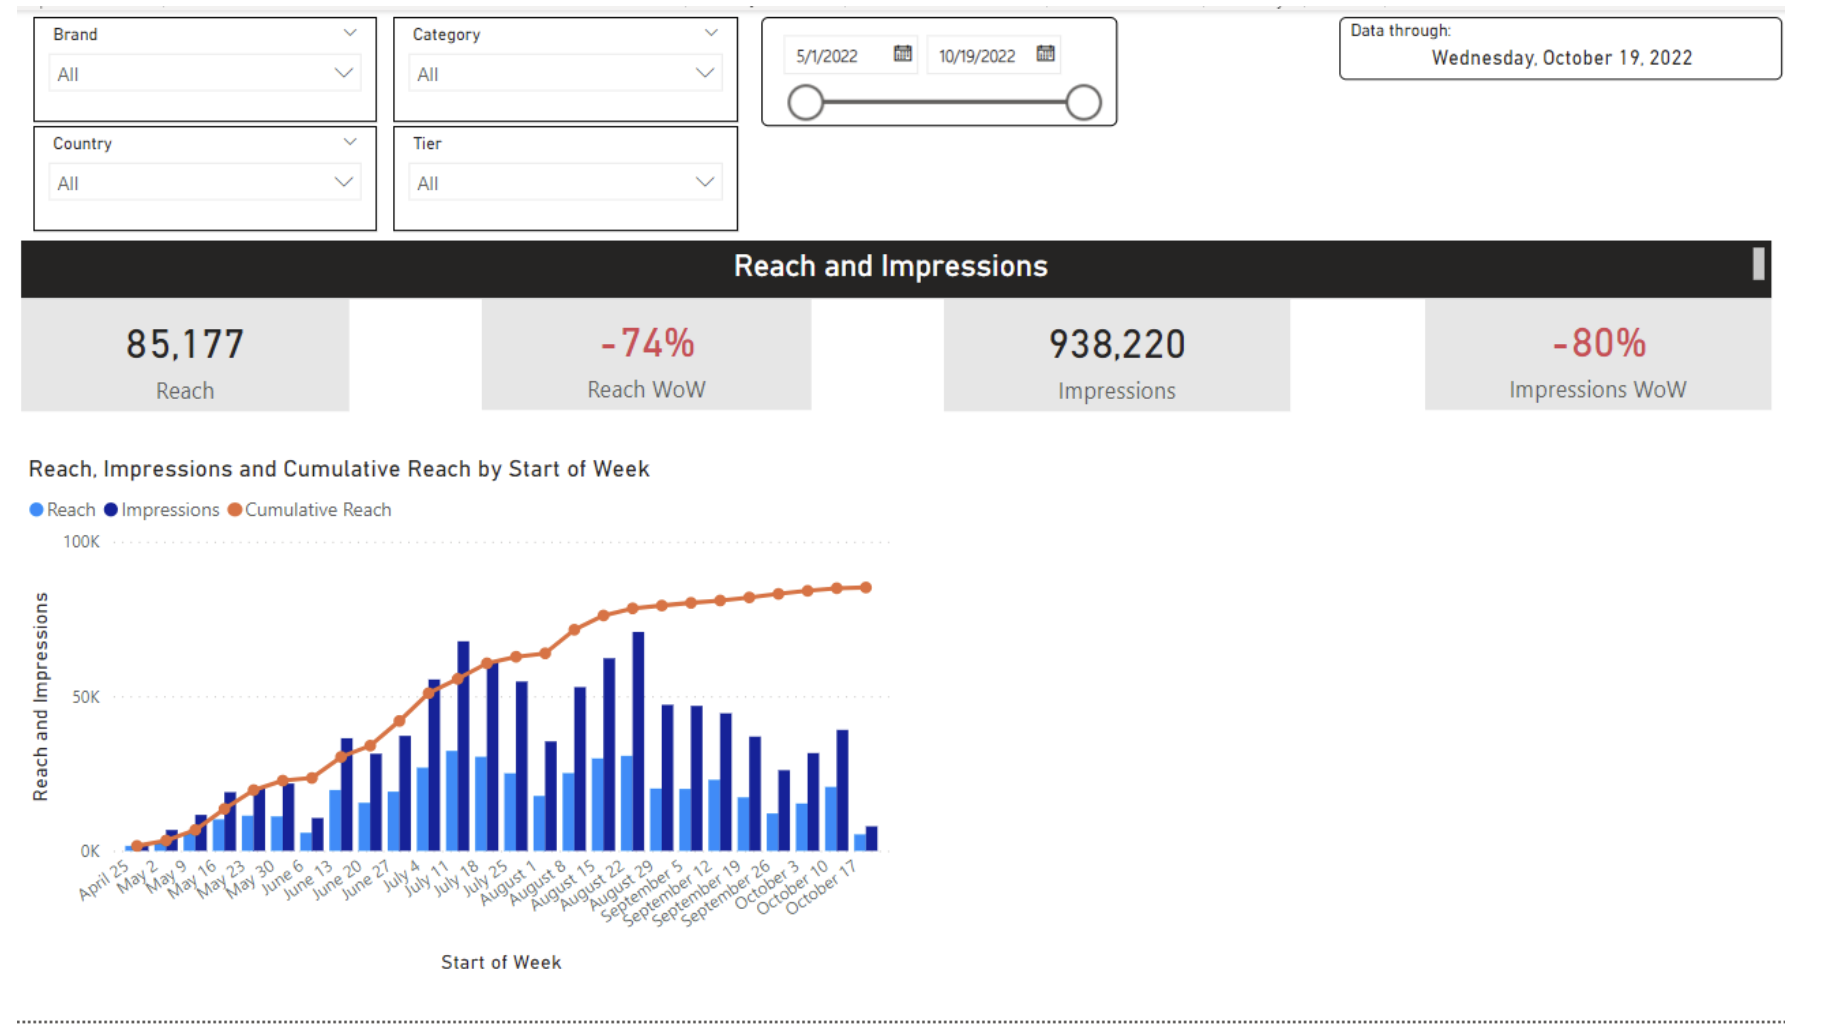 Brand
All
Category
All
5/1/2022
10/19/2022
Data through:
Wednesday, October 19, 2022
Country
All
Tier
All
Reach and Impressions
85,177
Reach
-74%
Reach WoW
938,220
Impressions
-80%
Impressions WoW
Reach, Impressions and Cumulative Reach by Start of Week
Reach
Impressions
Cumulative Reach
100K
50K
0K
Reach and Impressions
April 25
May 2
May 9
May 16
May 23
May 30
June 6
June 13
June 20
June 27
July 4
July 11
July 18
July 25
August 1
August 8
August 15
August 22
August 29
September 5
September 12
September 19
September 26
October 3
October 10
October 17
Start of Week